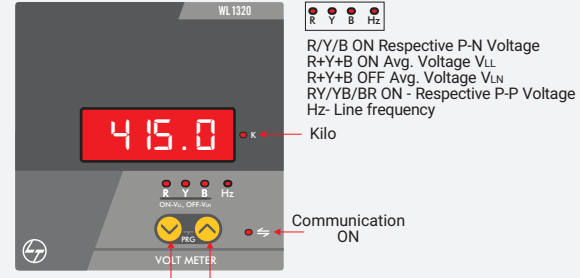 WL 1320
R Y B Hz
R/Y/B ON Respective P-N Voltage
R+Y+B ON Avg. Voltage VLL
R+Y+B OFF Avg. Voltage VLN
RY/YB/BR ON - Respective P-P Voltage
Hz- Line frequency
415.0
K
Kilo
R Y B Hz
ON-VLL, OFF-VLN
PRG
Communication
ON
VOLT METER